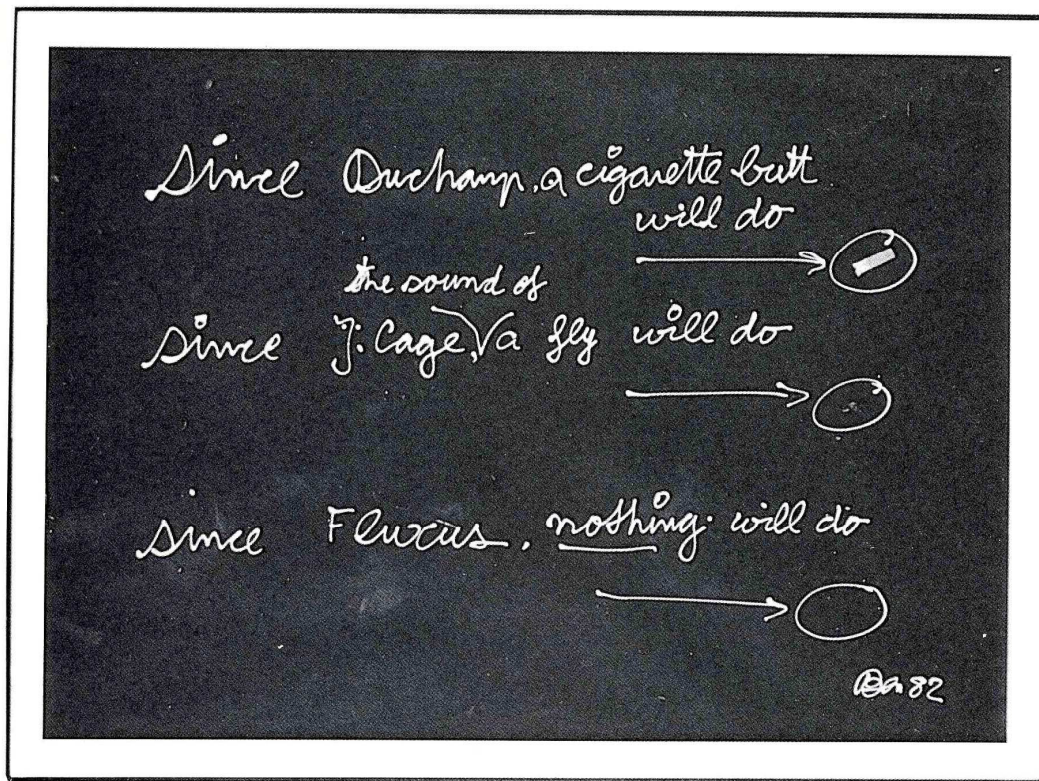 Since Duchamp, a cigarette butt
will do
the sound of
since J. Cage, a fly will do
since Fluxus, nothing will do
Ben 82